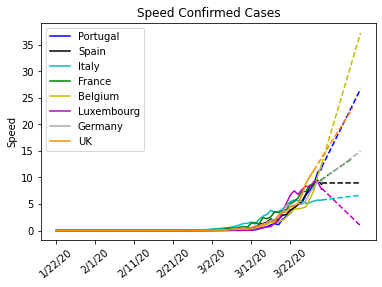 Speed Confirmed Cases
Speed
35
30
25
20
15
10
5
0
Portugal
Spain
Italy
France
Belgium
Luxembourg
Germany
UK
1/22/20
2/1/20
2/11/20
2/21/20
3/2/20
3/12/20
3/22/20